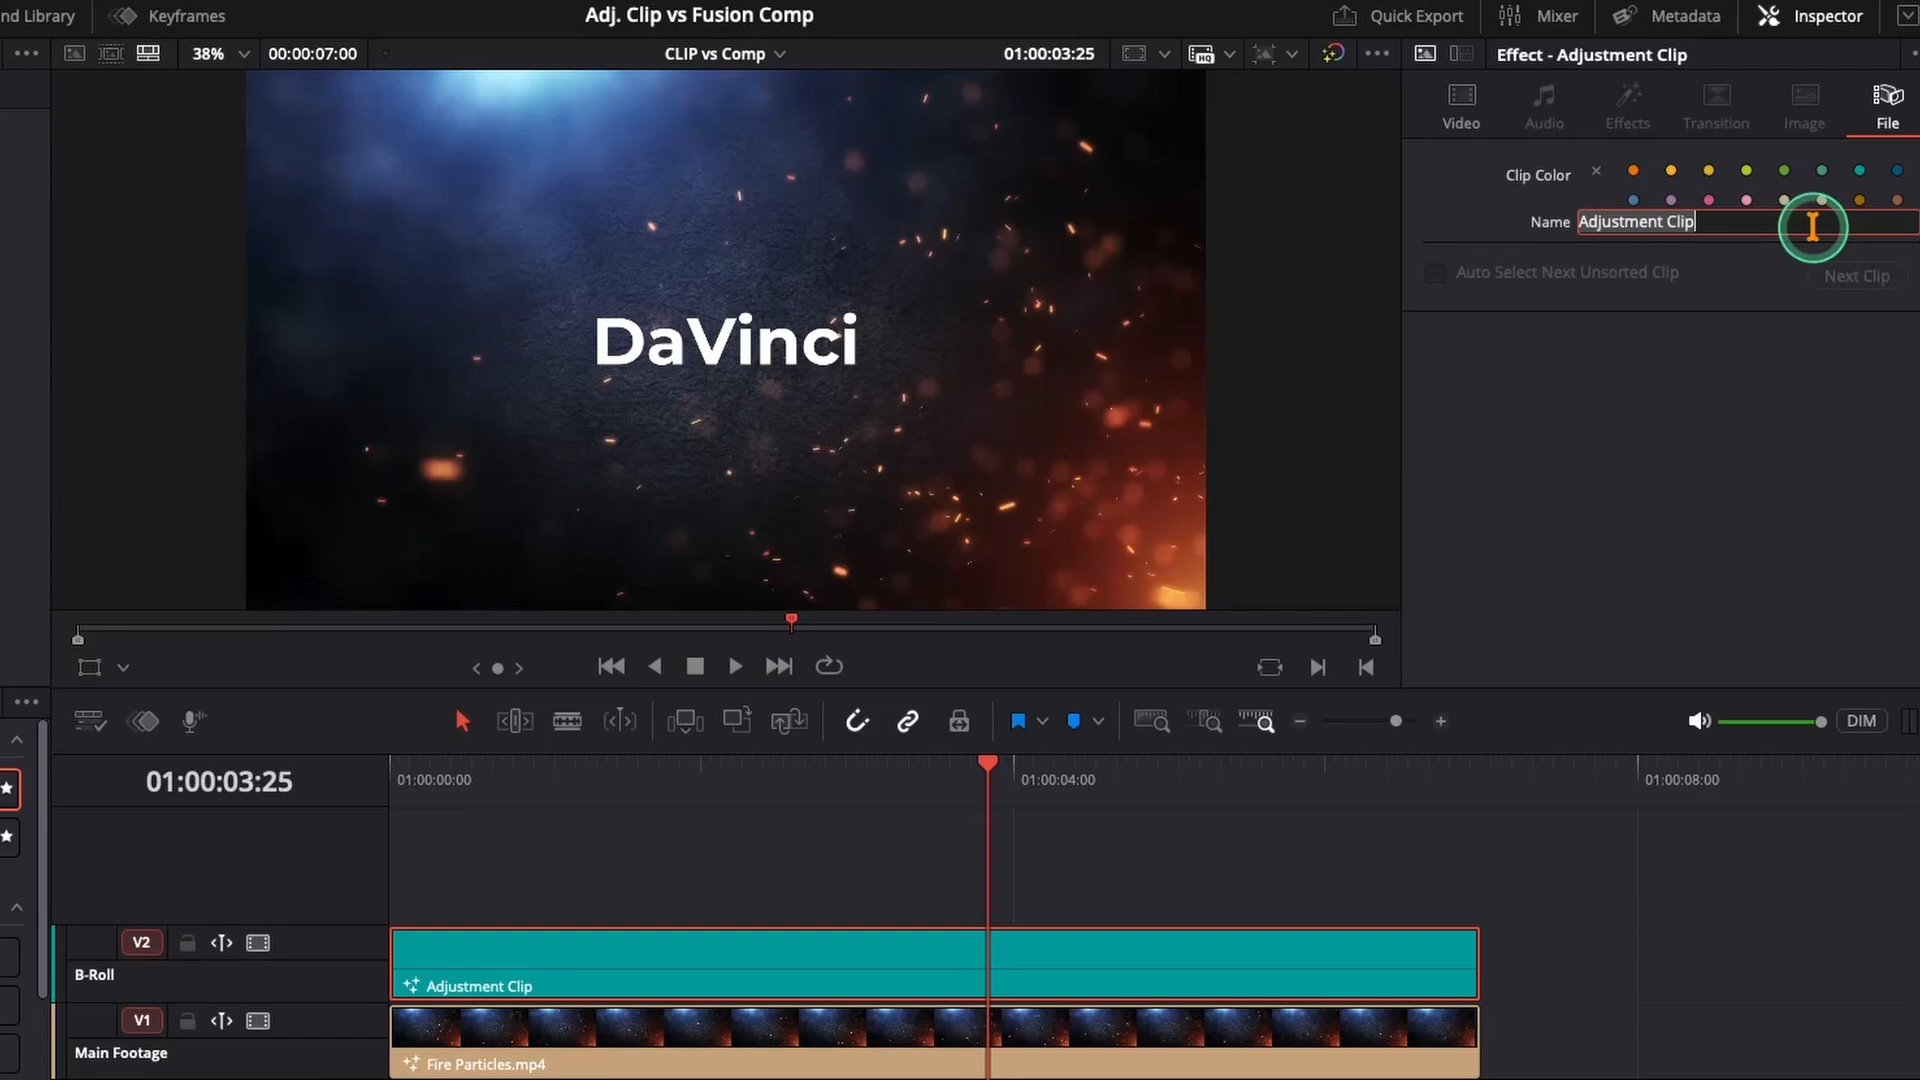 nd Library
Keyframes
Adj. Clip vs Fusion Comp
Quick Export
Mixer
Metadata
Inspector
38%
00:00:07:00
CLIP vs Comp
01:00:03:25
HQ
Effect - Adjustment Clip
Video
Audio
Effects
Transition
Image
File
Clip Color
Name
Adjustment Clip
Auto Select Next Unsorted Clip
Next Clip
DaVinci
DIM
01:00:03:25
01:00:00:00
01:00:04:00
01:00:08:00
V2
B-Roll
Adjustment Clip
V1
Main Footage
Fire Particles.mp4